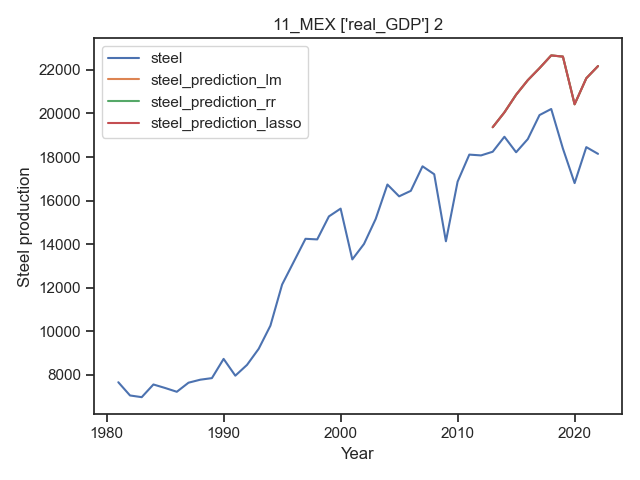 11_MEX ['real_GDP'] 2
steel
steel_prediction_lm
steel_prediction_rr
steel_prediction_lasso
Steel production
22000
20000
18000
16000
14000
12000
10000
8000
1980
1990
2000
2010
2020
Year